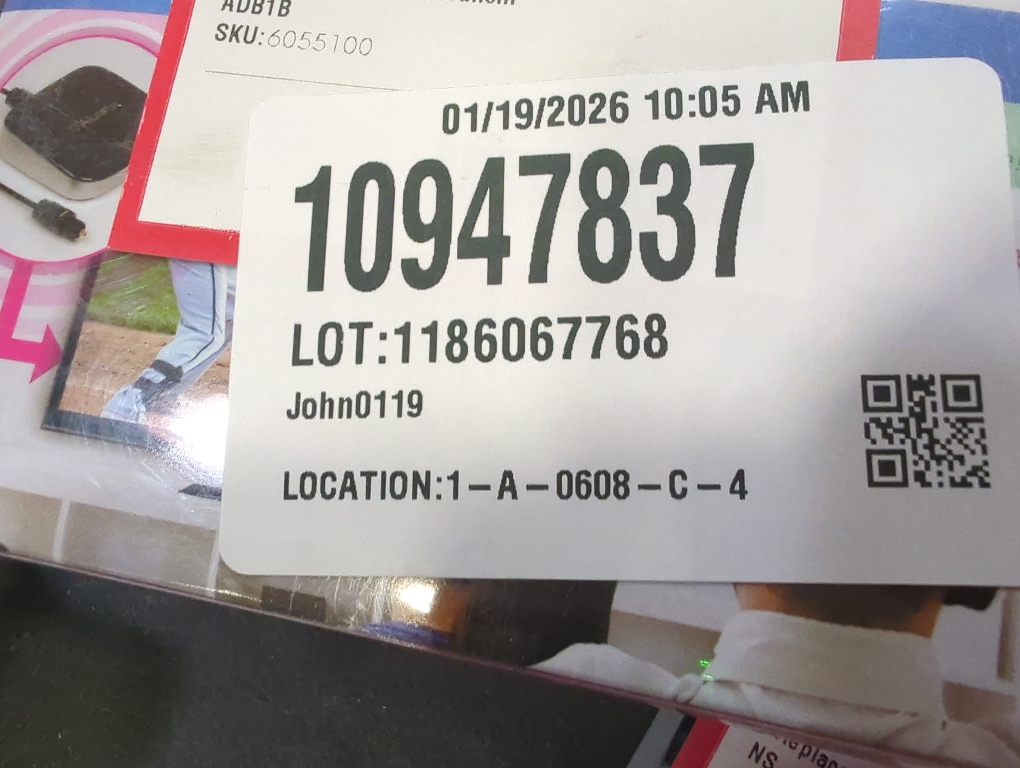 ADB1B
SKU:6055100
01/19/2026 10:05 AM
10947837
LOT:1186067768
John0119
LOCATION:1-A-0608-C-4
NS